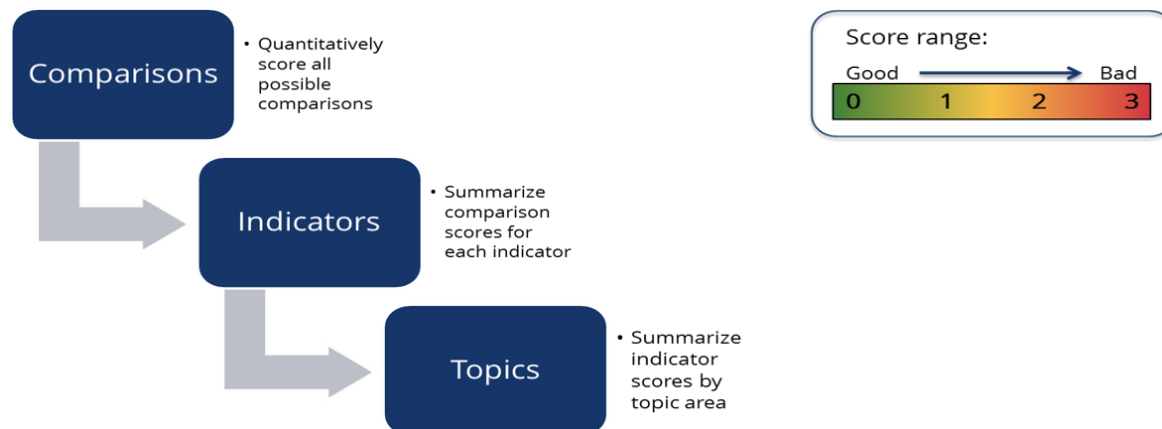 Comparisons
• Quantitatively
score all
possible
comparisons
Indicators
• Summarize
comparison
scores for
each indicator
Topics
• Summarize
indicator
scores by
topic area
Score range:
Good Bad
0 1 2 3